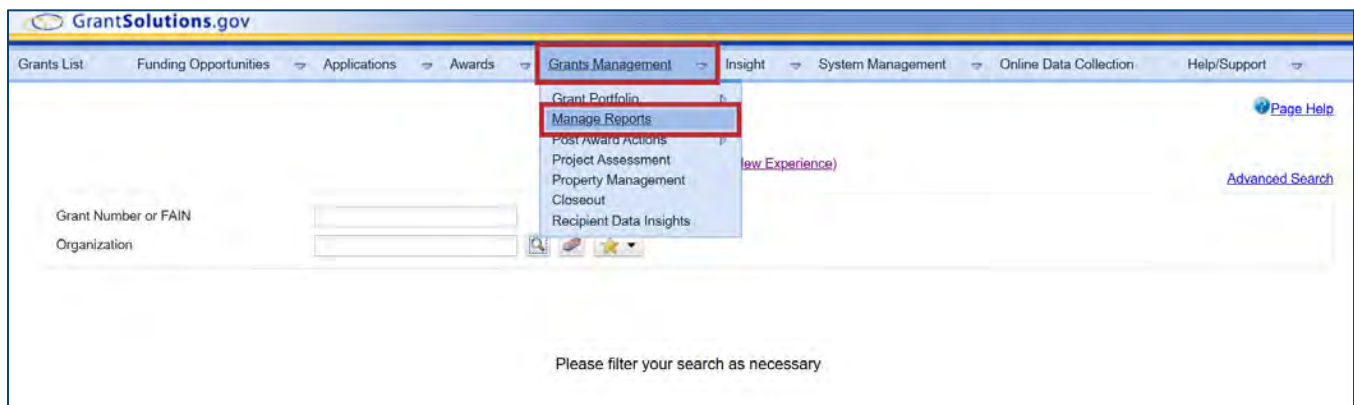 GrantSolutions.gov
Grants List Funding Opportunities Applications Awards Grants Management Insight System Management Online Data Collection Help/Support
Grant Portfolio
Page Help
Manage Reports
Post Award Actions
Project Assessment
ew Experience)
Property Management
Advanced Search
Closeout
Grant Number or FAIN
Recipient Data Insights
Organization
Please filter your search as necessary